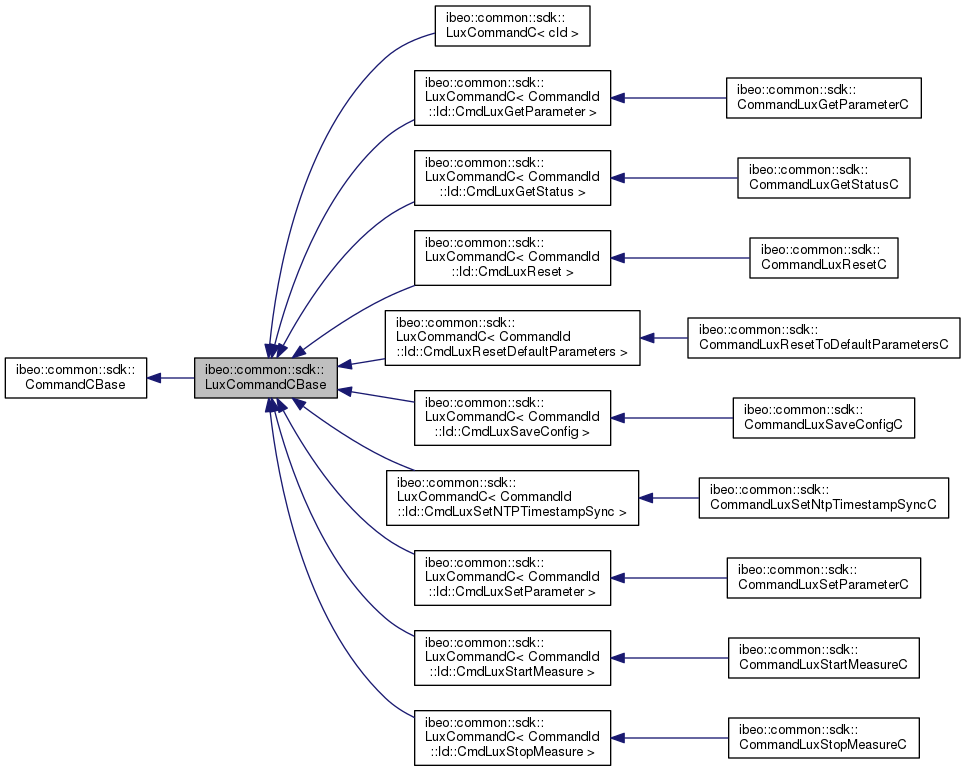 ibeo::common::sdk::
LuxCommandC< cId >
ibeo::common::sdk::
LuxCommandC< CommandId
::Id::CmdLuxGetParameter >
ibeo::common::sdk::
CommandLuxGetParameterC
ibeo::common::sdk::
LuxCommandC< CommandId
::Id::CmdLuxGetStatus >
ibeo::common::sdk::
CommandLuxGetStatusC
ibeo::common::sdk::
LuxCommandC< CommandId
::Id::CmdLuxReset >
ibeo::common::sdk::
CommandLuxResetC
ibeo::common::sdk::
LuxCommandC< CommandId
::Id::CmdLuxResetDefaultParameters >
ibeo::common::sdk::
CommandLuxResetToDefaultParametersC
ibeo::common::sdk::
CommandCBase
ibeo::common::sdk::
LuxCommandCBase
ibeo::common::sdk::
LuxCommandC< CommandId
::Id::CmdLuxSaveConfig >
ibeo::common::sdk::
CommandLuxSaveConfigC
ibeo::common::sdk::
LuxCommandC< CommandId
::Id::CmdLuxSetNTPTimestampSync >
ibeo::common::sdk::
CommandLuxSetNtpTimestampSyncC
ibeo::common::sdk::
LuxCommandC< CommandId
::Id::CmdLuxSetParameter >
ibeo::common::sdk::
CommandLuxSetParameterC
ibeo::common::sdk::
LuxCommandC< CommandId
::Id::CmdLuxStartMeasure >
ibeo::common::sdk::
CommandLuxStartMeasureC
ibeo::common::sdk::
LuxCommandC< CommandId
::Id::CmdLuxStopMeasure >
ibeo::common::sdk::
CommandLuxStopMeasureC